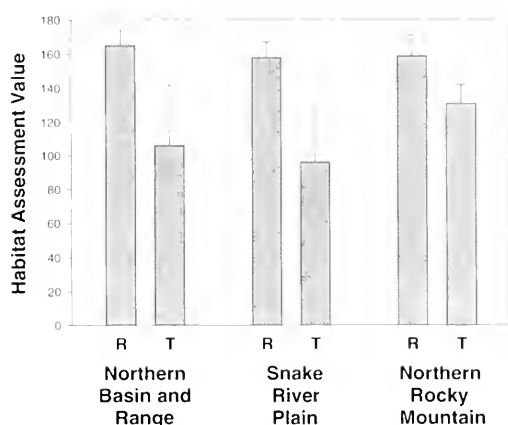 Habitat Assessment Value
180
160
140
120
100
80
60
40
20
0
R T R T R T
Northern Basin and Range
Snake River Plain
Northern Rocky Mountain